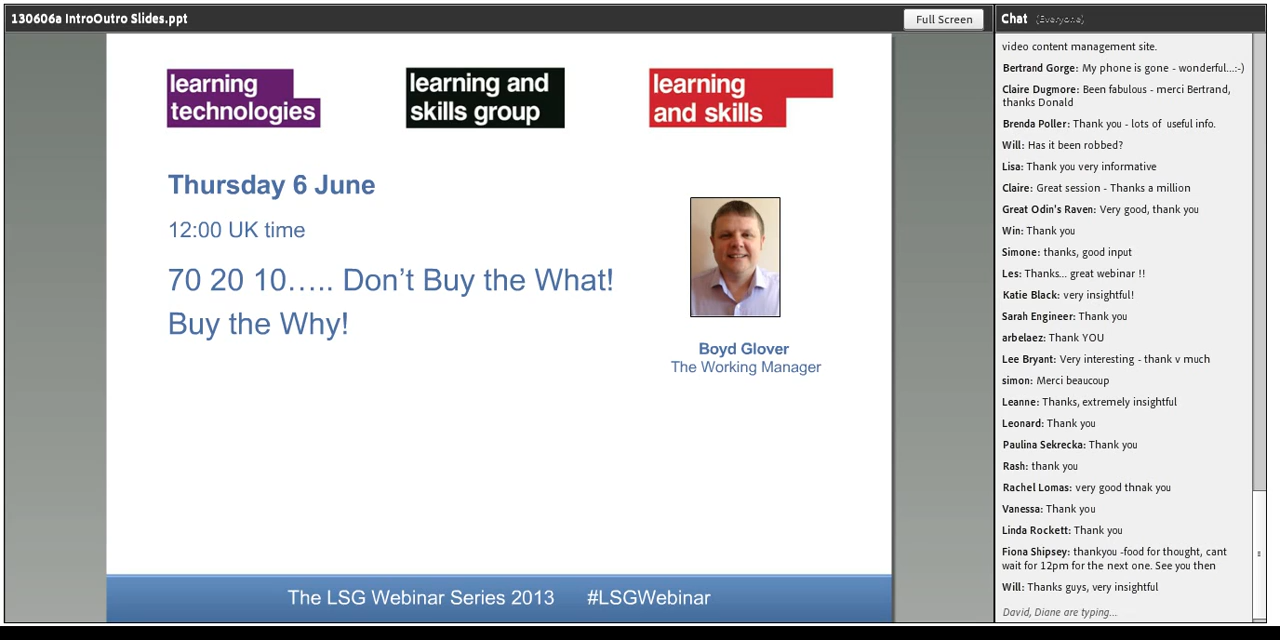 130606a IntroOutro Slides.ppt
Full Screen
learning
technologies
learning and
skills group
learning
and skills
Thursday 6 June
12:00 UK time
70 20 10..... Don’t Buy the What!
Buy the Why!
Boyd Glover
The Working Manager
The LSG Webinar Series 2013 #LSGWebinar
Chat (Everyone)
video content management site.
Bertrand Gorge: My phone is gone - wonderful...:-)
Claire Dugmore: Been fabulous - merci Bertrand,
thanks Donald
Brenda Poller: Thank you - lots of useful info.
Will: Has it been robbed?
Lisa: Thank you very informative
Claire: Great session - Thanks a million
Great Odin's Raven: Very good, thank you
Win: Thank you
Simone: thanks, good input
Les: Thanks... great webinar !!
Katie Black: very insightful!
Sarah Engineer: Thank you
arbelaez: Thank YOU
Lee Bryant: Very interesting - thank v much
simon: Merci beaucoup
Leanne: Thanks, extremely insightful
Leonard: Thank you
Paulina Sekrecka: Thank you
Rash: thank you
Rachel Lomas: very good thnak you
Vanessa: Thank you
Linda Rockett: Thank you
Fiona Shipsey: thankyou -food for thought, cant
wait for 12pm for the next one. See you then
Will: Thanks guys, very insightful
David, Diane are typing...